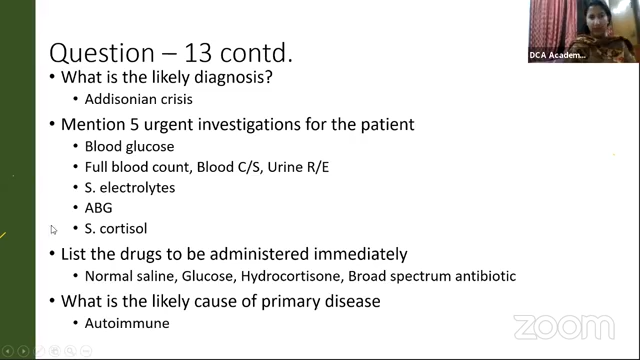 Question – 13 contd.
DCA Academ...
• What is the likely diagnosis?
• Addisonian crisis
• Mention 5 urgent investigations for the patient
• Blood glucose
• Full blood count, Blood C/S, Urine R/E
• S. electrolytes
• ABG
• S. cortisol
• List the drugs to be administered immediately
• Normal saline, Glucose, Hydrocortisone, Broad spectrum antibiotic
• What is the likely cause of primary disease
• Autoimmune
zoom